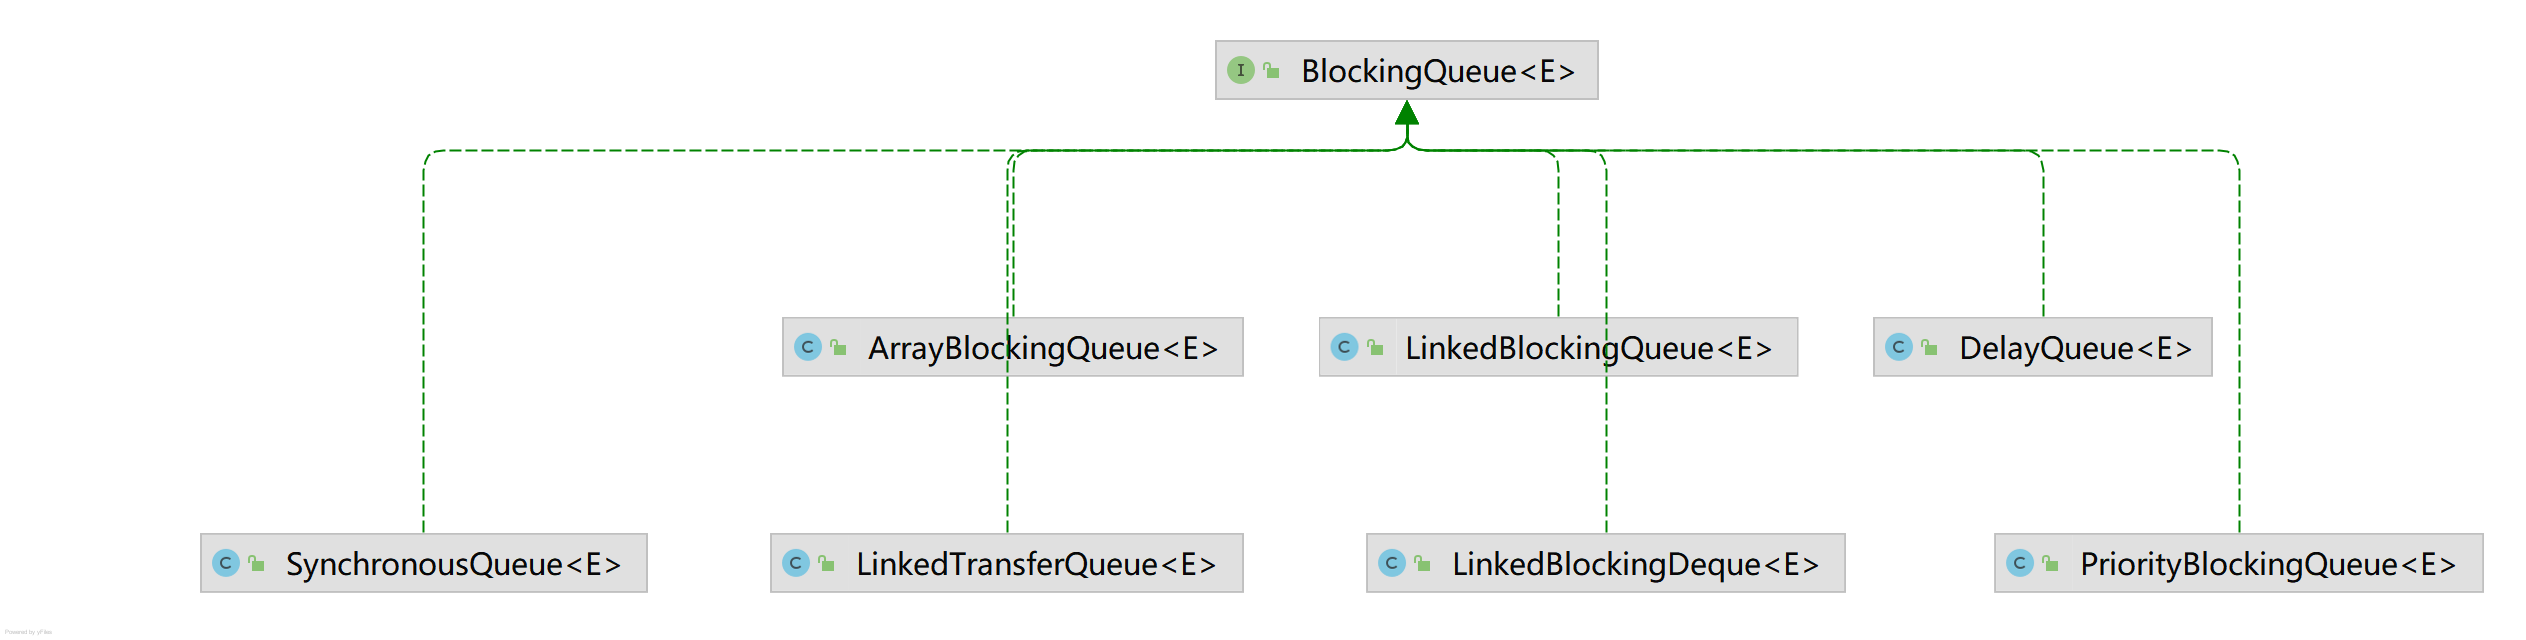 I BlockingQueue<E>
C ArrayBlockingQueue<E>
C LinkedBlockingQueue<E>
C DelayQueue<E>
C SynchronousQueue<E>
C LinkedTransferQueue<E>
C LinkedBlockingDeque<E>
C PriorityBlockingQueue<E>
Powered by yFiles